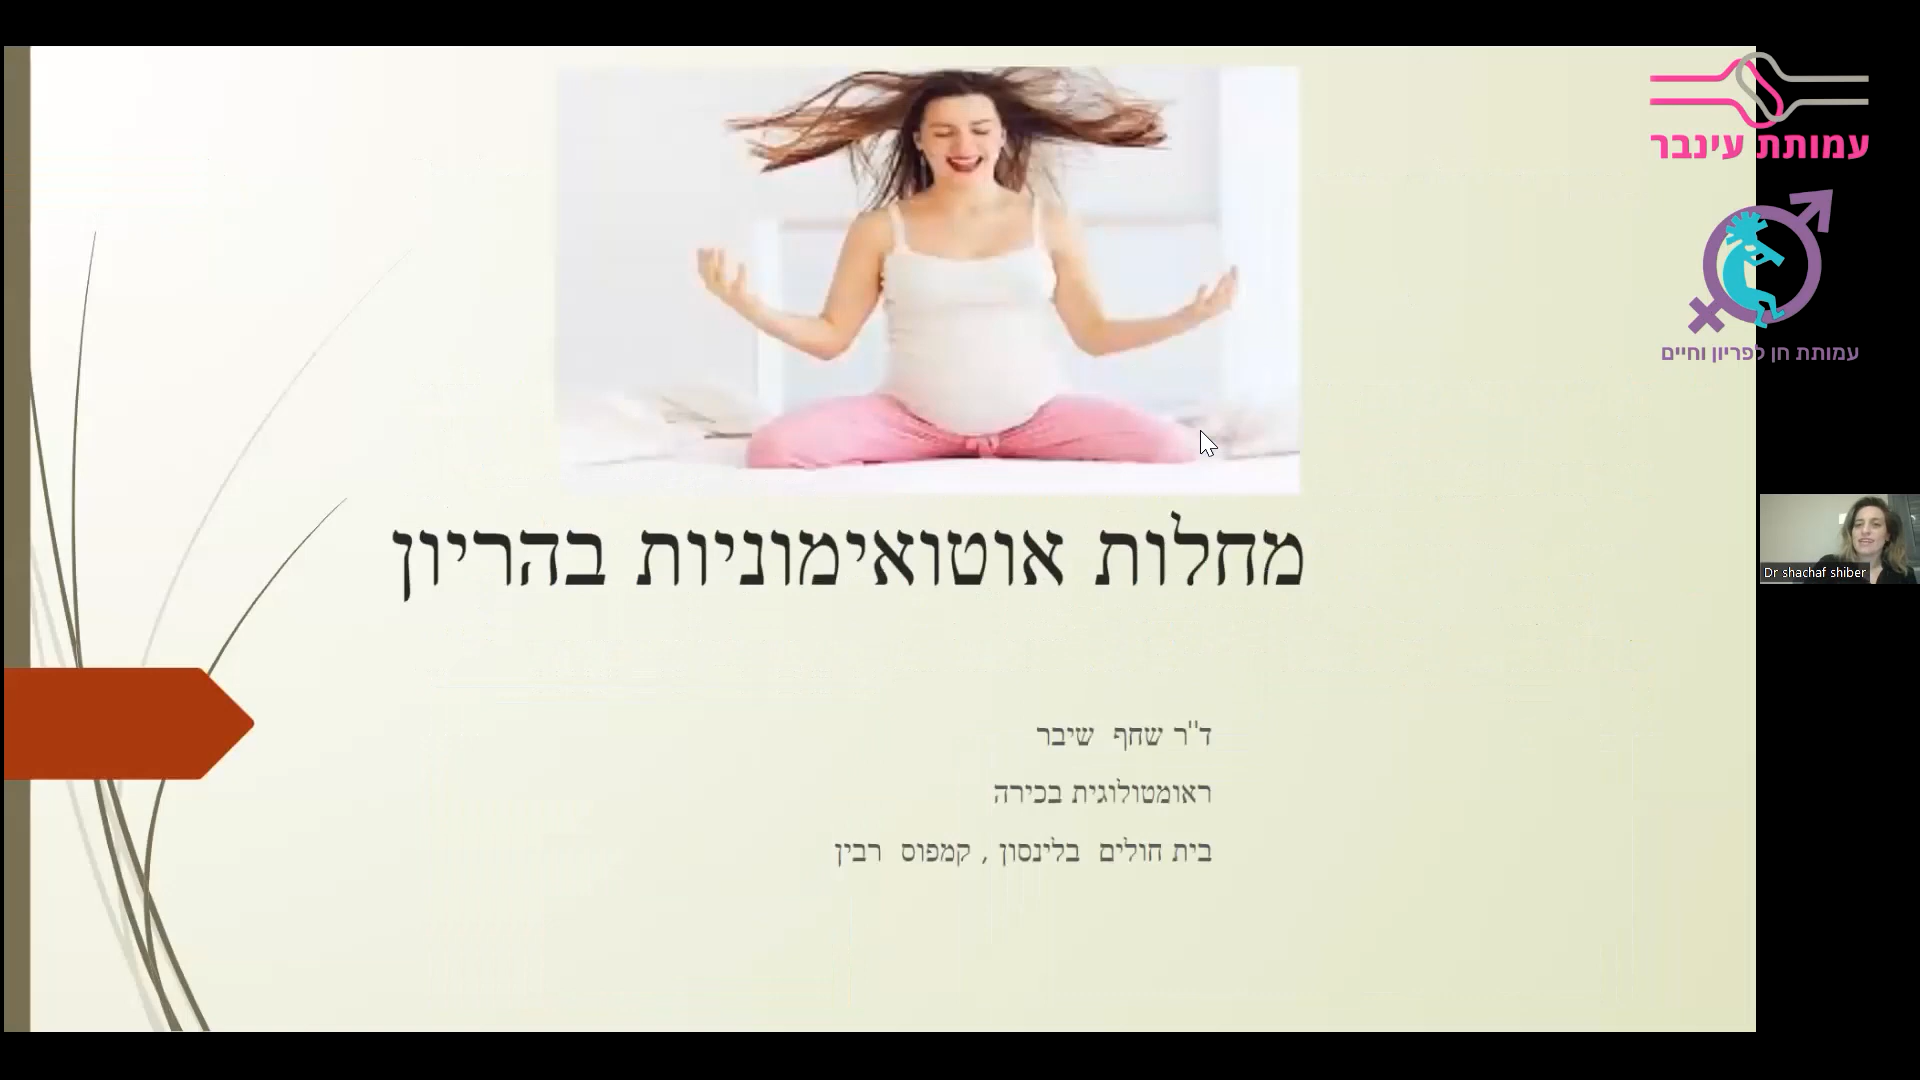 עמותת עינבר
עמותת חן לפריון וחיים
מחלות אוטואימוניות בהריון
ד"ר שחף שיבר
ראומטולוגית בכירה
בית חולים בלינסון , קמפוס רבין
Dr shachaf shiber